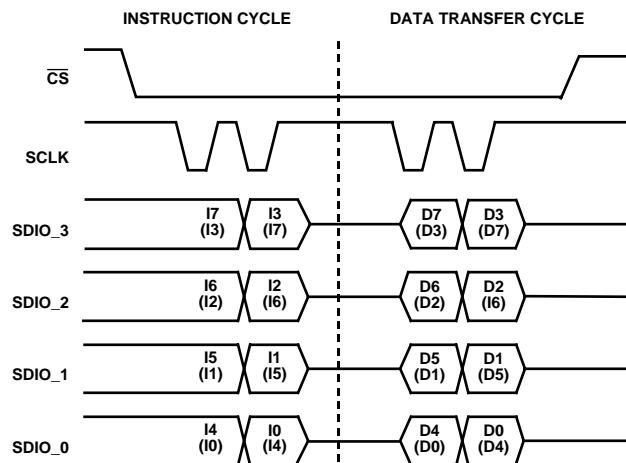 INSTRUCTION CYCLE DATA TRANSFER CYCLE
CS
SCLK
SDIO_3 I7 I3 D7 D3
(I3) (I7) (D3) (D7)
SDIO_2 I6 I2 D6 D2
(I2) (I6) (D2) (I6)
SDIO_1 I5 I1 D5 D1
(I1) (I5) (D1) (D5)
SDIO_0 I4 I0 D4 D0
(I0) (I4) (D0) (D4)